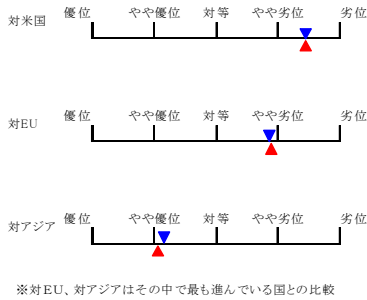 優位 やや優位 対等 やや劣位 劣位
対米国
優位 やや優位 対等 やや劣位 劣位
対EU
優位 やや優位 対等 やや劣位 劣位
対アジア
※対EU、対アジアはその中で最も進んでいる国との比較